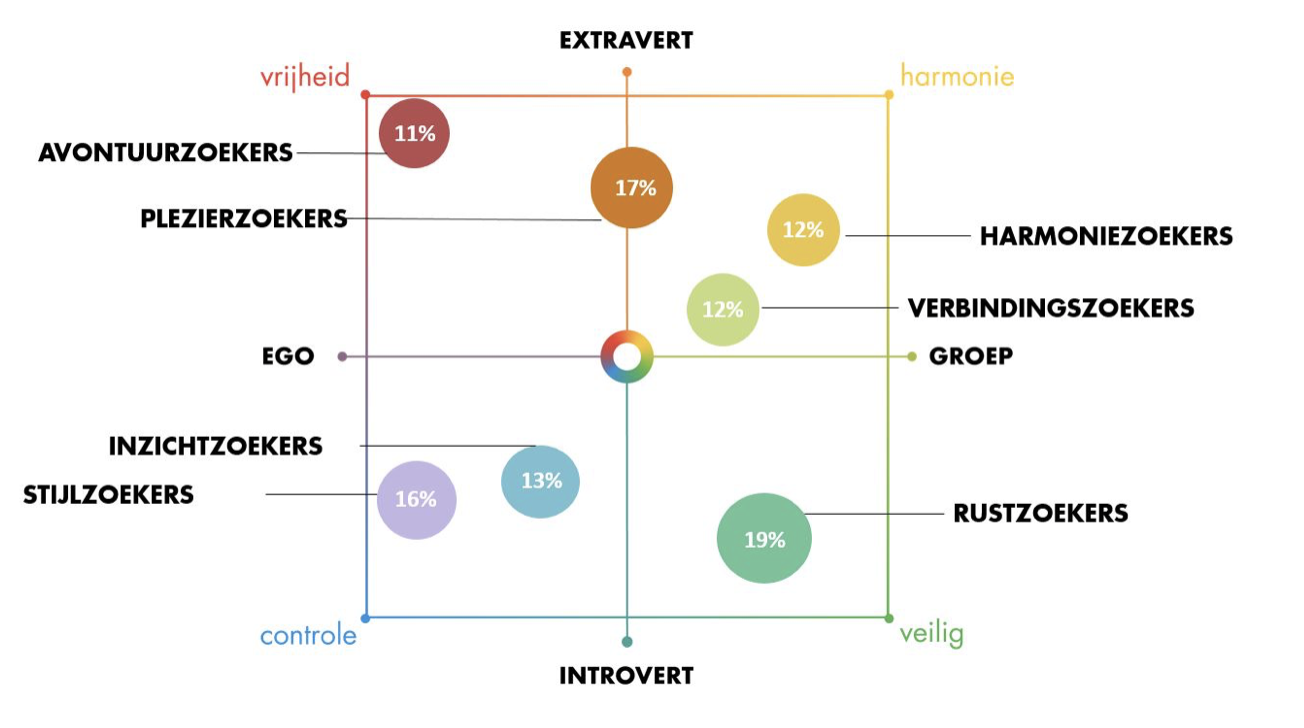 EXTRAVERT
vrijheid
harmonie
11%
AVONTUURZOEKERS
17%
PLEZIERZOEKERS
12%
HARMONIEZOEKERS
12%
VERBINDINGSZOEKERS
EGO
GROEP
INZICHTZOEKERS
13%
STIJLZOEKERS
16%
RUSTZOEKERS
19%
controle
veilig
INTROVERT